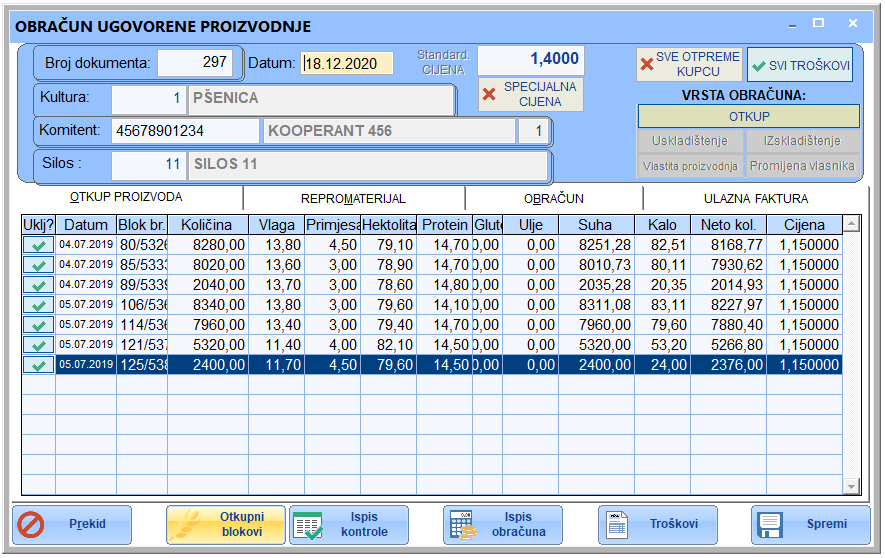 OBRAČUN UGOVORENE PROIZVODNJE
Broj dokumenta: 297 Datum: 18.12.2020 Standard. CIJENA 1,4000
SPECIJALNA CIJENA
SVE OTPREME KUPCU
SVI TROŠKOVI
Kultura: 1 PŠENICA
Komitent: 45678901234 KOOPERANT 456 1
Silos : 11 SILOS 11
VRSTA OBRAČUNA:
OTKUP
Uskladištenje IZskladištenje
Vlastita proizvodnja Promijena vlasnika
OTKUP PROIZVODA REPROMATERIJAL OBRAČUN ULAZNA FAKTURA
Uklj? Datum Blok br. Količina Vlaga Primjesa Hektolita Protein Glute Ulje Suha Kalo Neto kol. Cijena
04.07.2019 80/5326 8280,00 13,80 4,50 79,10 14,70 0,00 0,00 8251,28 82,51 8168,77 1,150000
04.07.2019 85/5333 8020,00 13,60 3,00 78,90 14,70 0,00 0,00 8010,73 80,11 7930,62 1,150000
04.07.2019 89/5339 2040,00 13,70 3,00 78,60 14,80 0,00 0,00 2035,28 20,35 2014,93 1,150000
05.07.2019 106/536 8340,00 13,80 3,00 79,60 14,10 0,00 0,00 8311,08 83,11 8227,97 1,150000
05.07.2019 114/536 7960,00 13,40 3,00 79,40 14,70 0,00 0,00 7960,00 79,60 7880,40 1,150000
05.07.2019 121/537 5320,00 11,40 4,00 82,10 14,50 0,00 0,00 5320,00 53,20 5266,80 1,150000
05.07.2019 125/538 2400,00 11,70 4,50 79,60 14,50 0,00 0,00 2400,00 24,00 2376,00 1,150000
Prekid
Otkupni blokovi
Ispis kontrole
Ispis obračuna
Troškovi
Spremi